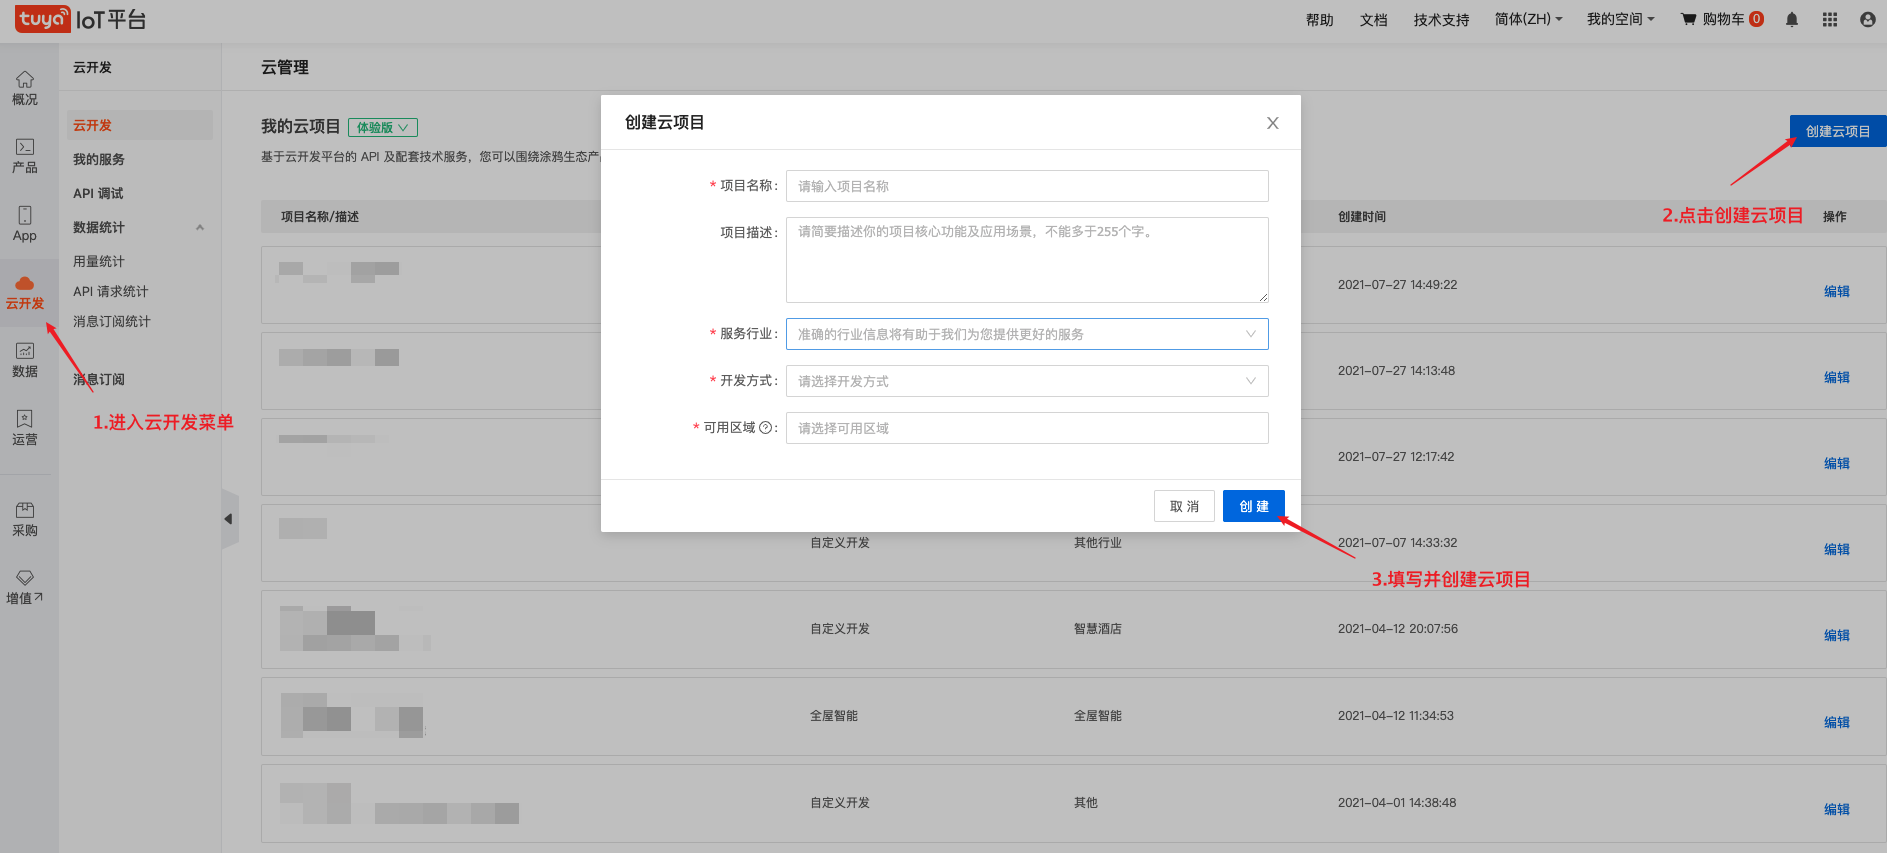 tuya IoT平台
帮助 文档 技术支持 简体(ZH) 我的空间 购物车 0
概况
产品
App
云开发
数据
运营
采购
增值
云开发
云开发
我的服务
API 调试
数据统计
用量统计
API 请求统计
消息订阅统计
消息订阅
1.进入云开发菜单
云管理
我的云项目 体验版
基于云开发平台的 API 及配套技术服务，您可以围绕涂鸦生态产
创建云项目
2.点击创建云项目
项目名称/描述 创建时间 操作
2021-07-27 14:49:22 编辑
2021-07-27 14:13:48 编辑
2021-07-27 12:17:42 编辑
自定义开发 其他行业 2021-07-07 14:33:32 编辑
自定义开发 智慧酒店 2021-04-12 20:07:56 编辑
全屋智能 全屋智能 2021-04-12 11:34:53 编辑
自定义开发 其他 2021-04-01 14:38:48 编辑
创建云项目
* 项目名称: 请输入项目名称
项目描述: 请简要描述你的项目核心功能及应用场景，不能多于255个字。
* 服务行业: 准确的行业信息将有助于我们为您提供更好的服务
* 开发方式: 请选择开发方式
* 可用区域 ?: 请选择可用区域
取 消 创 建
3.填写并创建云项目